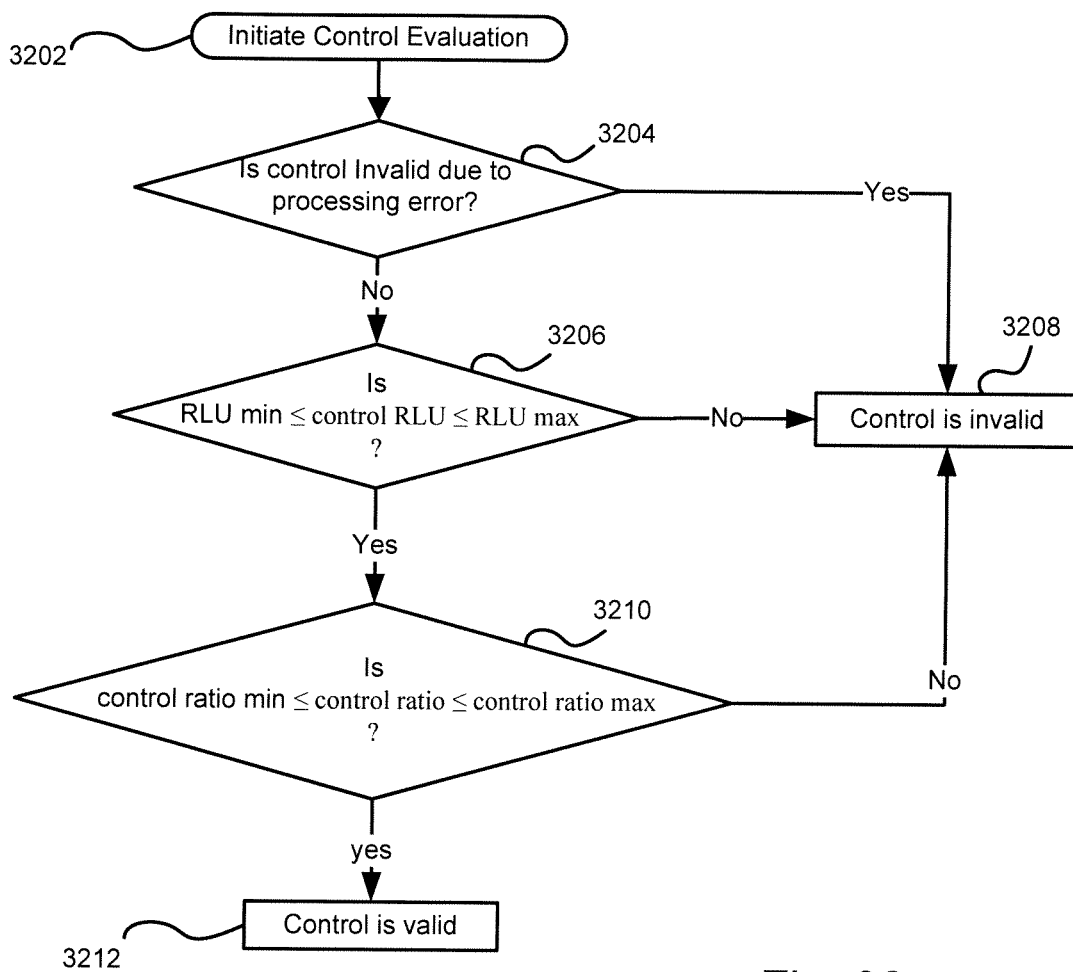 Initiate Control Evaluation
3202
3204
Is control Invalid due to
processing error?
Yes
No
3206
3208
Is
RLU min ≤ control RLU ≤ RLU max
?
No
Control is invalid
Yes
3210
Is
control ratio min ≤ control ratio ≤ control ratio max
?
No
yes
Control is valid
3212